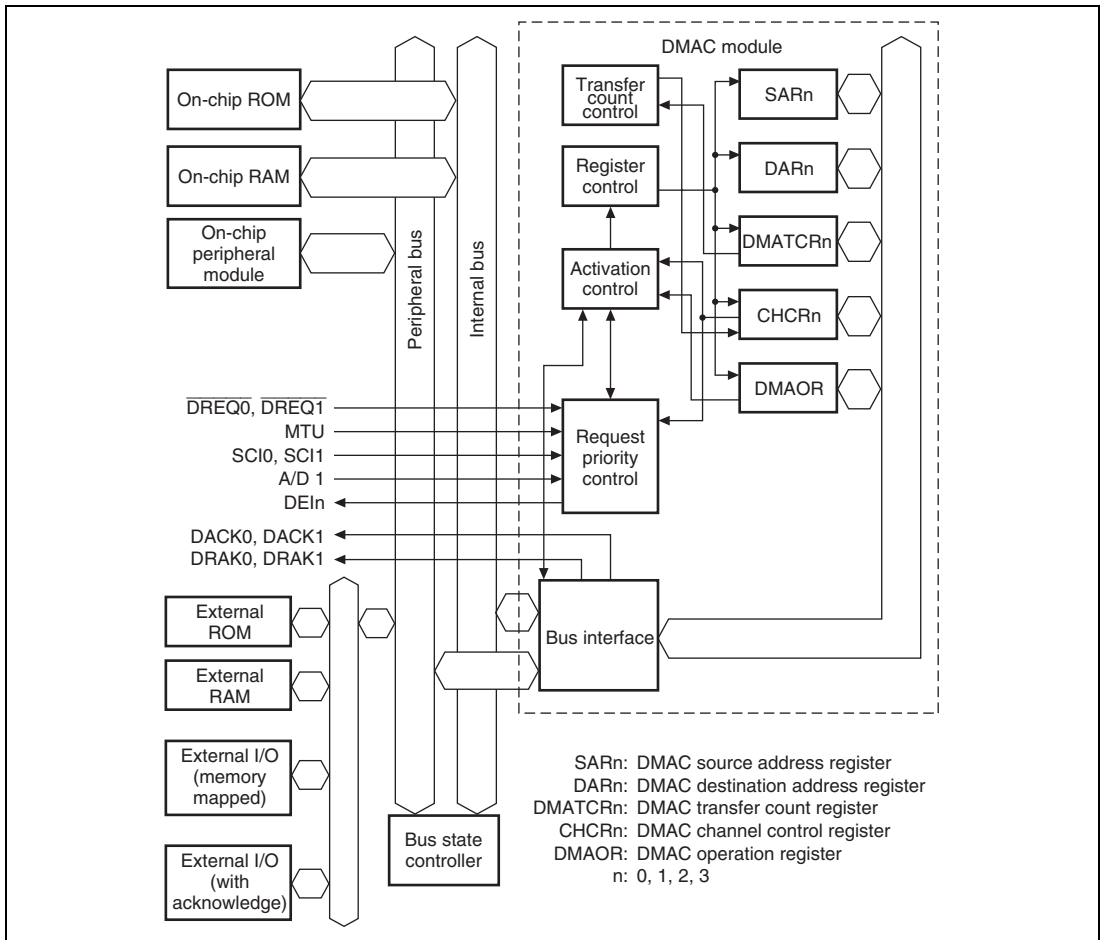 DMAC module
On-chip ROM
On-chip RAM
On-chip
peripheral
module
Peripheral bus
Internal bus
Transfer
count
control
Register
control
Activation
control
Request
priority
control
SARn
DARn
DMATCRn
CHCRn
DMAOR
DREQ0, DREQ1
MTU
SCI0, SCI1
A/D 1
DEIn
DACK0, DACK1
DRAK0, DRAK1
External
ROM
External
RAM
External I/O
(memory
mapped)
External I/O
(with
acknowledge)
Bus interface
Bus state
controller
SARn: DMAC source address register
DARn: DMAC destination address register
DMATCRn: DMAC transfer count register
CHCRn: DMAC channel control register
DMAOR: DMAC operation register
n: 0, 1, 2, 3